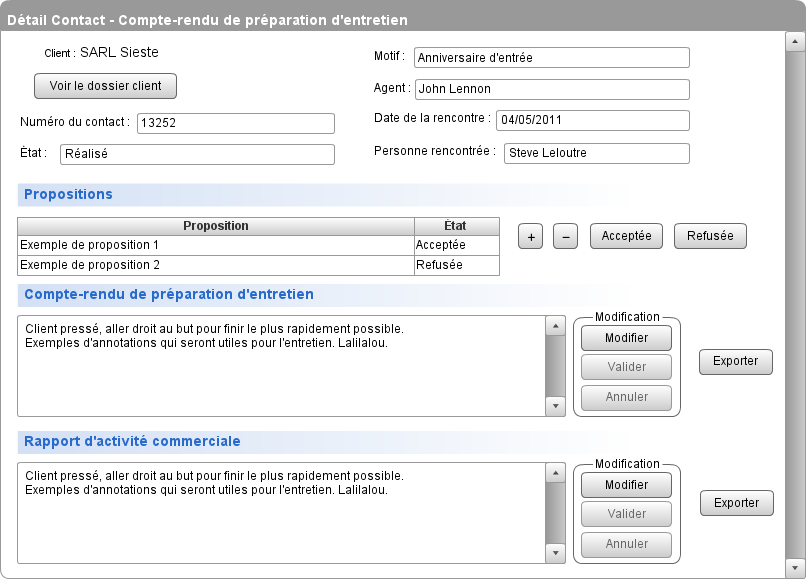 Détail Contact - Compte-rendu de préparation d'entretien
Client : SARL Sieste
Voir le dossier client
Numéro du contact : 13252
État : Réalisé
Motif : Anniversaire d'entrée
Agent : John Lennon
Date de la rencontre : 04/05/2011
Personne rencontrée : Steve Leloutre
Propositions
Proposition État
Exemple de proposition 1 Acceptée
Exemple de proposition 2 Refusée
+ − Acceptée Refusée
Compte-rendu de préparation d'entretien
Client pressé, aller droit au but pour finir le plus rapidement possible.
Exemples d'annotations qui seront utiles pour l'entretien. Lalilalou.
Modification
Modifier
Valider
Annuler
Exporter
Rapport d'activité commerciale
Client pressé, aller droit au but pour finir le plus rapidement possible.
Exemples d'annotations qui seront utiles pour l'entretien. Lalilalou.
Modification
Modifier
Valider
Annuler
Exporter